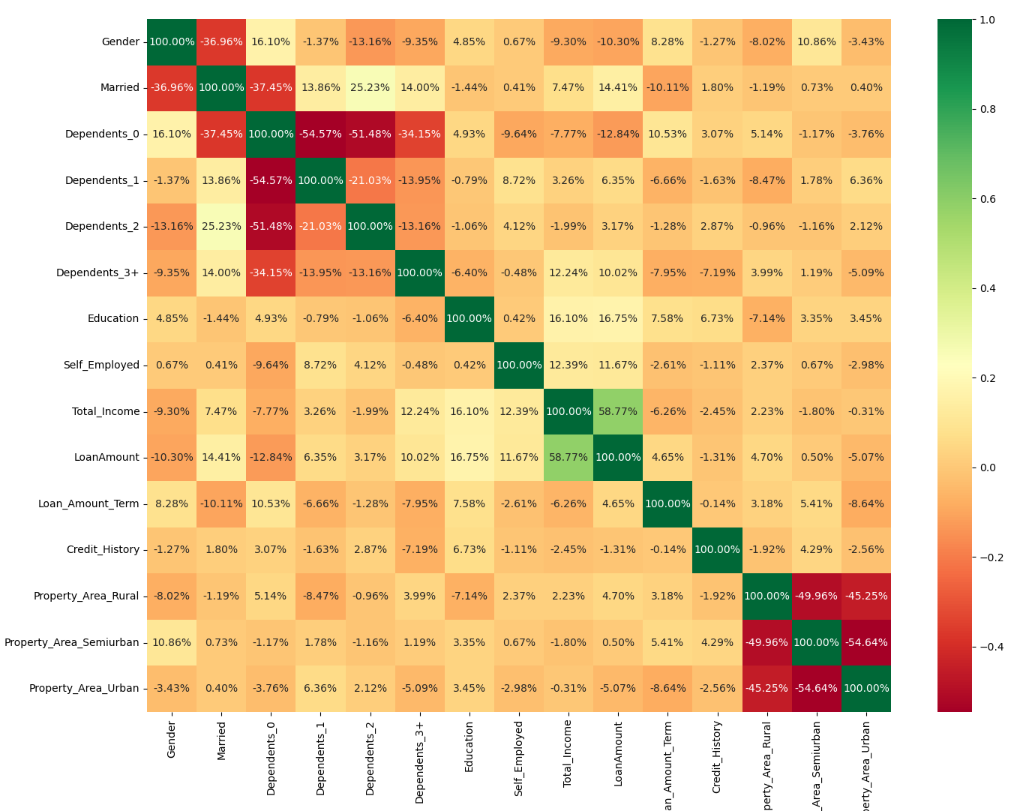 Gender 100.00% -36.96% 16.10% -1.37% -13.16% -9.35% 4.85% 0.67% -9.30% -10.30% 8.28% -1.27% -8.02% 10.86% -3.43%
Married -36.96% 100.00% -37.45% 13.86% 25.23% 14.00% -1.44% 0.41% 7.47% 14.41% -10.11% 1.80% -1.19% 0.73% 0.40%
Dependents_0 16.10% -37.45% 100.00% -54.57% -51.48% -34.15% 4.93% -9.64% -7.77% -12.84% 10.53% 3.07% 5.14% -1.17% -3.76%
Dependents_1 -1.37% 13.86% -54.57% 100.00% -21.03% -13.95% -0.79% 8.72% 3.26% 6.35% -6.66% -1.63% -8.47% 1.78% 6.36%
Dependents_2 -13.16% 25.23% -51.48% -21.03% 100.00% -13.16% -1.06% 4.12% -1.99% 3.17% -1.28% 2.87% -0.96% -1.16% 2.12%
Dependents_3+ -9.35% 14.00% -34.15% -13.95% -13.16% 100.00% -6.40% -0.48% 12.24% 10.02% -7.95% -7.19% 3.99% 1.19% -5.09%
Education 4.85% -1.44% 4.93% -0.79% -1.06% -6.40% 100.00% 0.42% 16.10% 16.75% 7.58% 6.73% -7.14% 3.35% 3.45%
Self_Employed 0.67% 0.41% -9.64% 8.72% 4.12% -0.48% 0.42% 100.00% 12.39% 11.67% -2.61% -1.11% 2.37% 0.67% -2.98%
Total_Income -9.30% 7.47% -7.77% 3.26% -1.99% 12.24% 16.10% 12.39% 100.00% 58.77% -6.26% -2.45% 2.23% -1.80% -0.31%
LoanAmount -10.30% 14.41% -12.84% 6.35% 3.17% 10.02% 16.75% 11.67% 58.77% 100.00% 4.65% -1.31% 4.70% 0.50% -5.07%
Loan_Amount_Term 8.28% -10.11% 10.53% -6.66% -1.28% -7.95% 7.58% -2.61% -6.26% 4.65% 100.00% -0.14% 3.18% 5.41% -8.64%
Credit_History -1.27% 1.80% 3.07% -1.63% 2.87% -7.19% 6.73% -1.11% -2.45% -1.31% -0.14% 100.00% -1.92% 4.29% -2.56%
Property_Area_Rural -8.02% -1.19% 5.14% -8.47% -0.96% 3.99% -7.14% 2.37% 2.23% 4.70% 3.18% -1.92% 100.00% -49.96% -45.25%
Property_Area_Semiurban 10.86% 0.73% -1.17% 1.78% -1.16% 1.19% 3.35% 0.67% -1.80% 0.50% 5.41% 4.29% -49.96% 100.00% -54.64%
Property_Area_Urban -3.43% 0.40% -3.76% 6.36% 2.12% -5.09% 3.45% -2.98% -0.31% -5.07% -8.64% -2.56% -45.25% -54.64% 100.00%
Gender
Married
Dependents_0
Dependents_1
Dependents_2
Dependents_3+
Education
Self_Employed
Total_Income
LoanAmount
an_Amount_Term
Credit_History
perty_Area_Rural
_Area_Semiurban
perty_Area_Urban
1.0
0.8
0.6
0.4
0.2
0.0
−0.2
−0.4